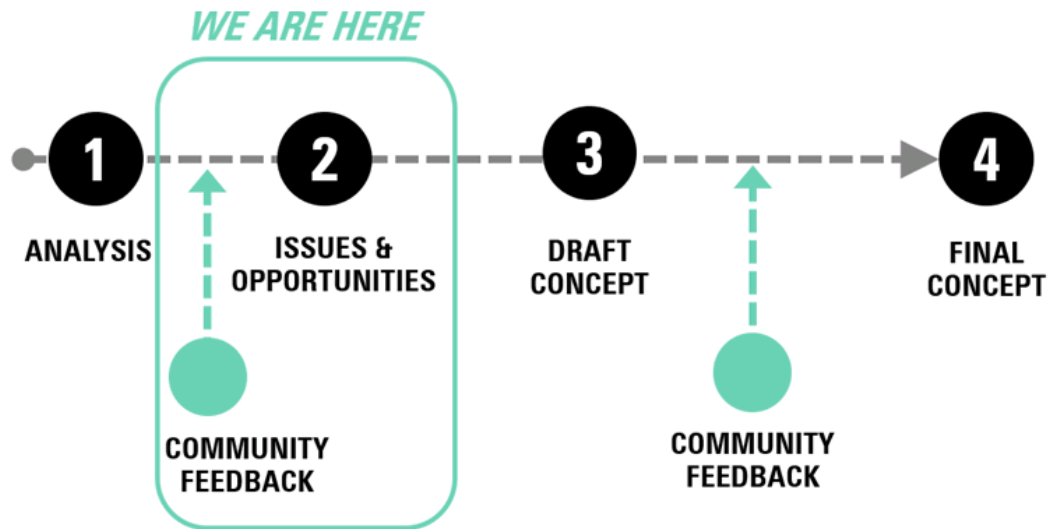 WE ARE HERE
1
2
3
4
ANALYSIS
ISSUES &
OPPORTUNITIES
DRAFT
CONCEPT
FINAL
CONCEPT
COMMUNITY
FEEDBACK
COMMUNITY
FEEDBACK